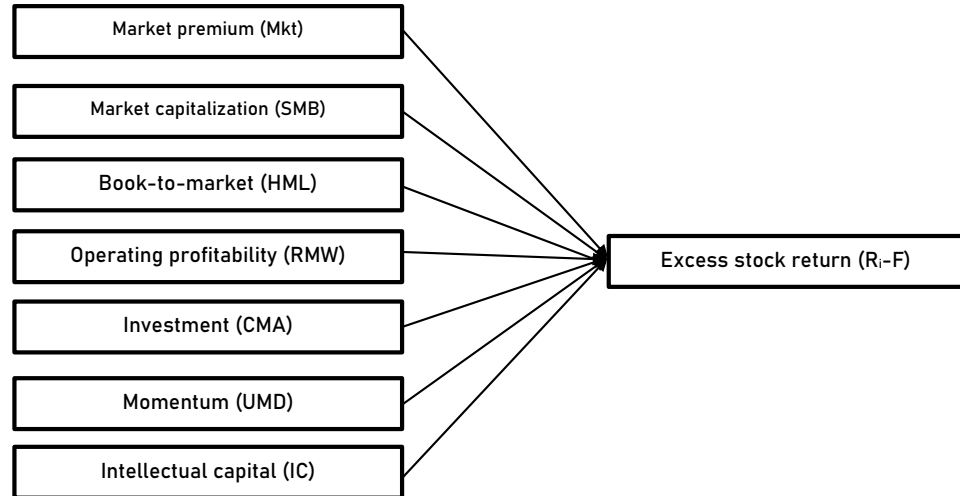 Market premium (Mkt)
Market capitalization (SMB)
Book-to-market (HML)
Operating profitability (RMW)
Investment (CMA)
Momentum (UMD)
Intellectual capital (IC)
Excess stock return (Rᵢ-F)